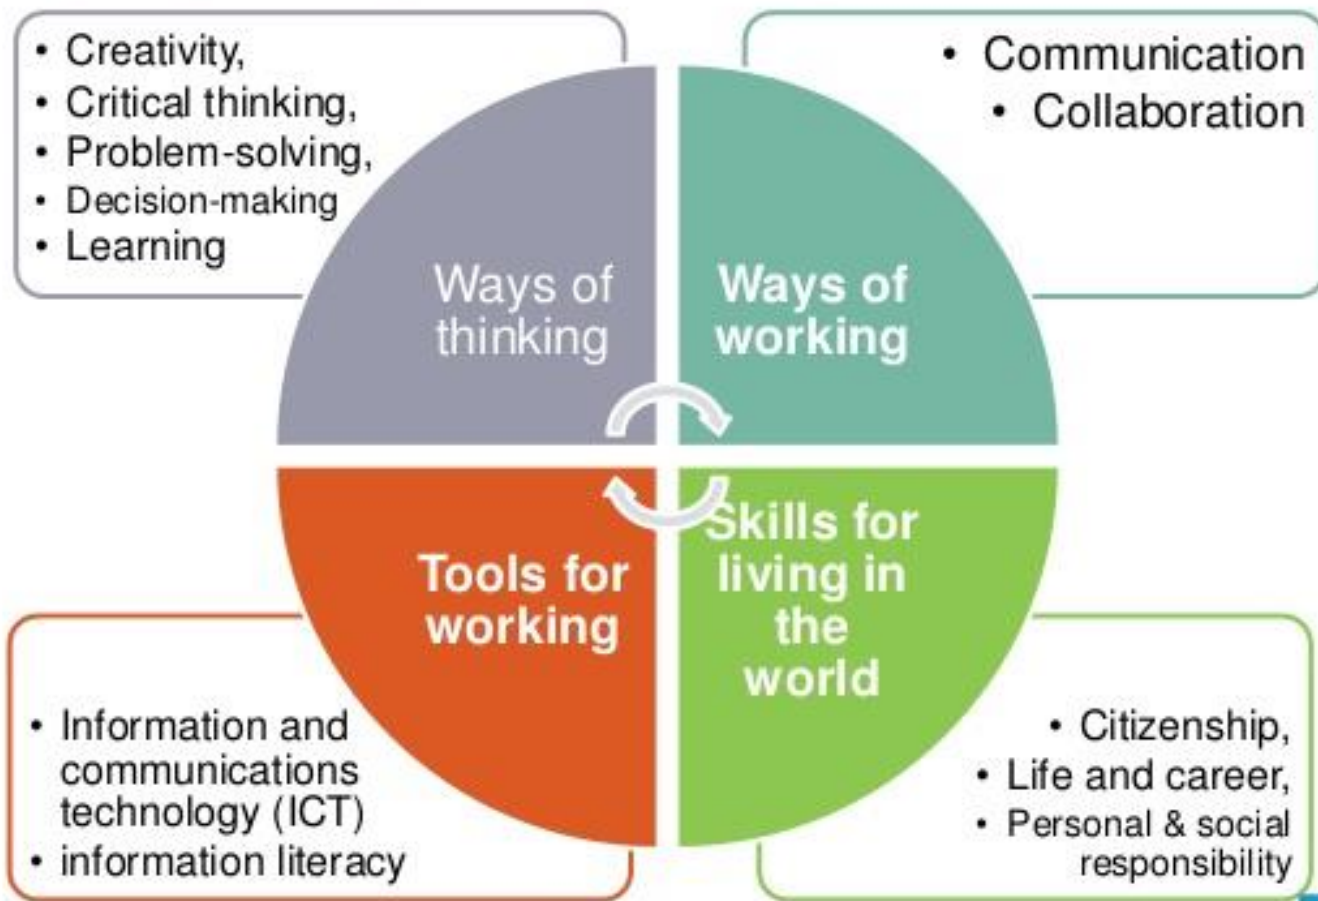 • Creativity,
• Critical thinking,
• Problem-solving,
• Decision-making
• Learning
• Communication
• Collaboration
Ways of
thinking
Ways of
working
Tools for
working
Skills for
living in
the
world
• Information and
communications
technology (ICT)
• information literacy
• Citizenship,
• Life and career,
• Personal & social
responsibility